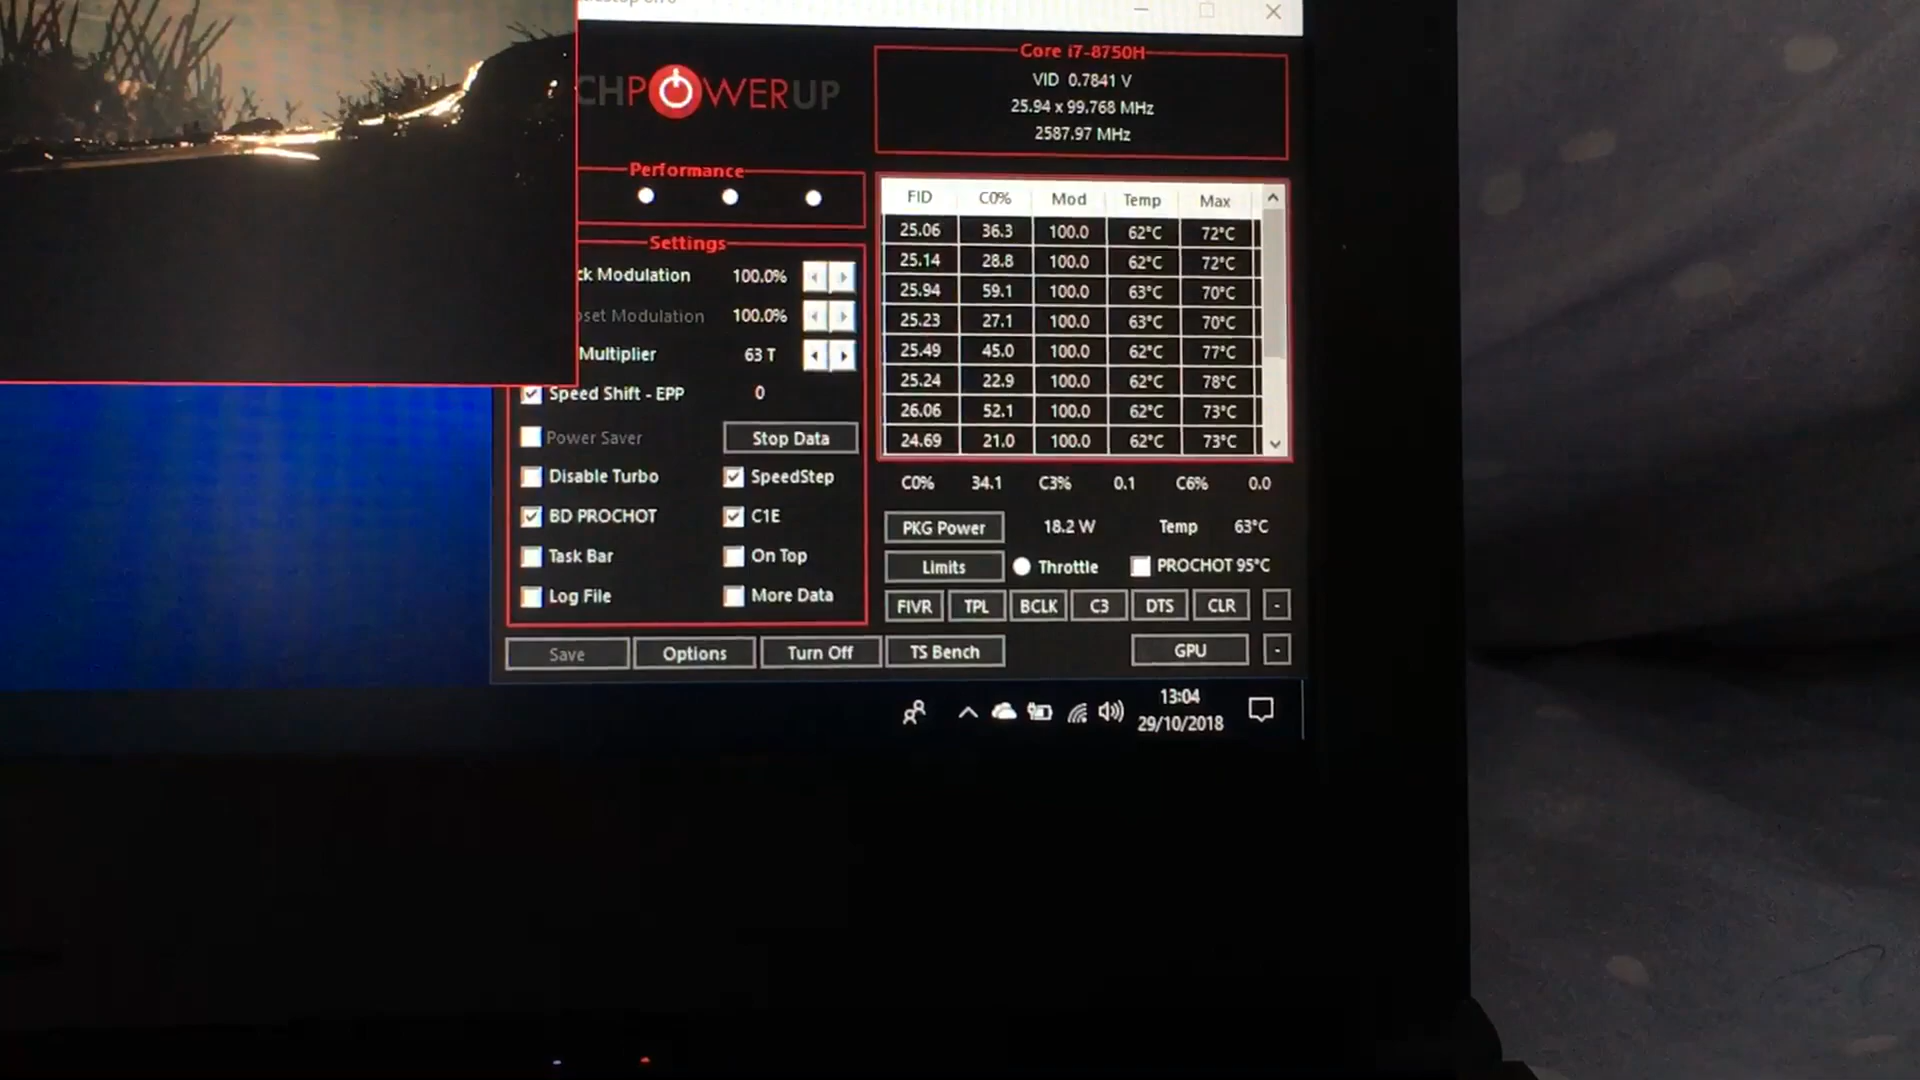 CHPOWERUP
Performance
Settings
ck Modulation 100.0%
set Modulation 100.0%
Multiplier 63 T
Speed Shift - EPP 0
Power Saver Stop Data
Disable Turbo SpeedStep
BD PROCHOT C1E
Task Bar On Top
Log File More Data
Save Options Turn Off TS Bench GPU -
Core i7-8750H
VID 0.7841 V
25.94 x 99.768 MHz
2587.97 MHz
FID C0% Mod Temp Max
25.06 36.3 100.0 62°C 72°C
25.14 28.8 100.0 62°C 72°C
25.94 59.1 100.0 63°C 70°C
25.23 27.1 100.0 63°C 70°C
25.49 45.0 100.0 62°C 77°C
25.24 22.9 100.0 62°C 78°C
26.06 52.1 100.0 62°C 73°C
24.69 21.0 100.0 62°C 73°C
C0% 34.1 C3% 0.1 C6% 0.0
PKG Power 18.2 W Temp 63°C
Limits Throttle PROCHOT 95°C
FIVR TPL BCLK C3 DTS CLR -
13:04
29/10/2018